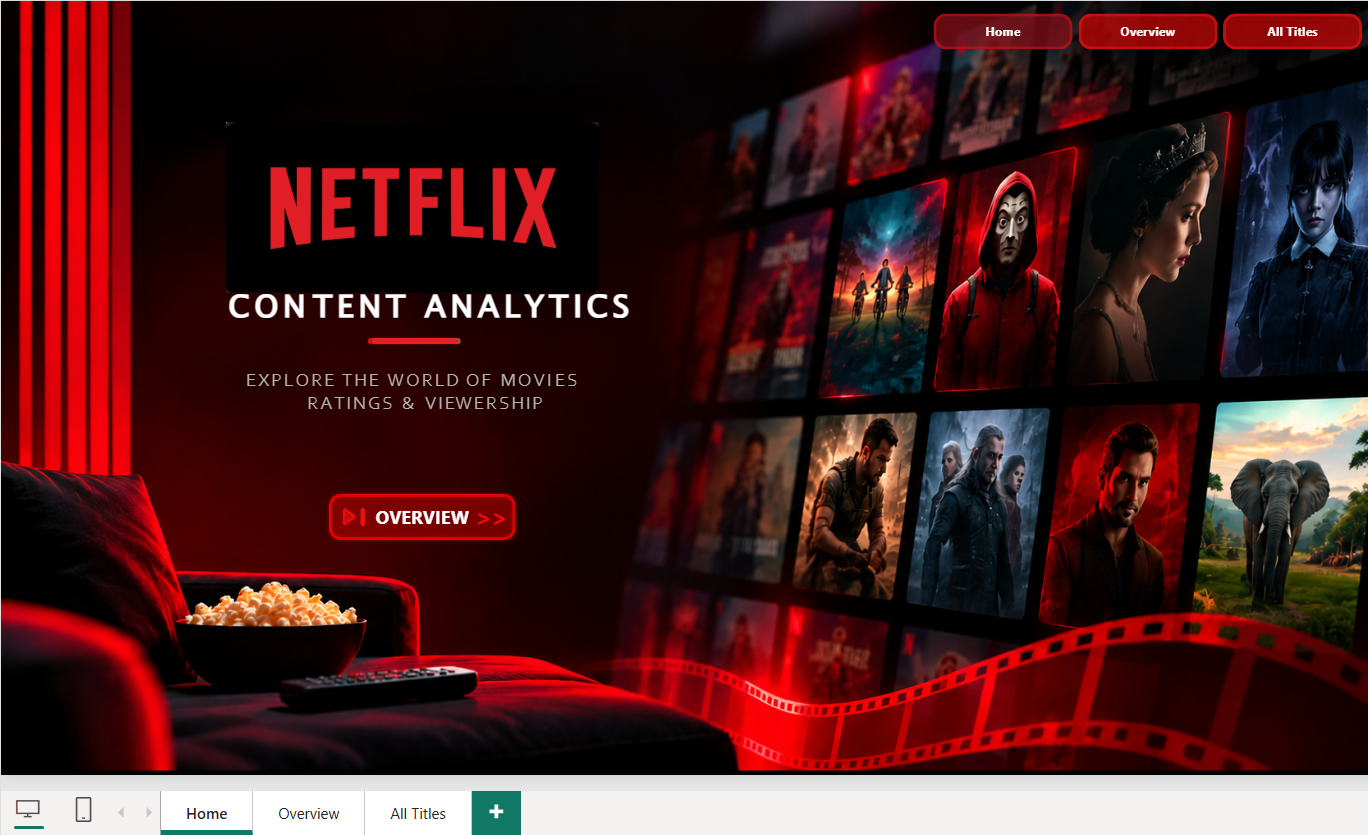 Home
Overview
All Titles
NETFLIX
CONTENT ANALYTICS
EXPLORE THE WORLD OF MOVIES
RATINGS & VIEWERSHIP
OVERVIEW >>
Home
Overview
All Titles
+